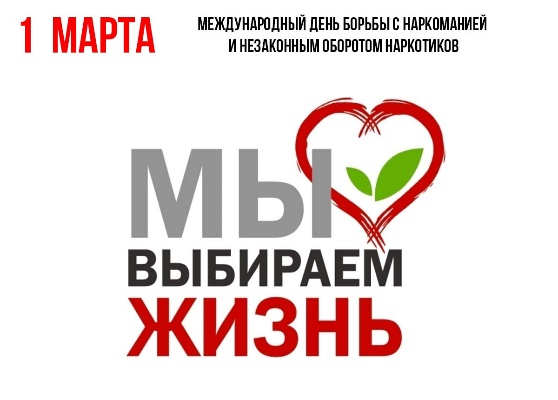 1 МАРТА
МЕЖДУНАРОДНЫЙ ДЕНЬ БОРЬБЫ С НАРКОМАНИЕЙ
И НЕЗАКОННЫМ ОБОРОТОМ НАРКОТИКОВ
МЫ
ВЫБИРАЕМ
ЖИЗНЬ